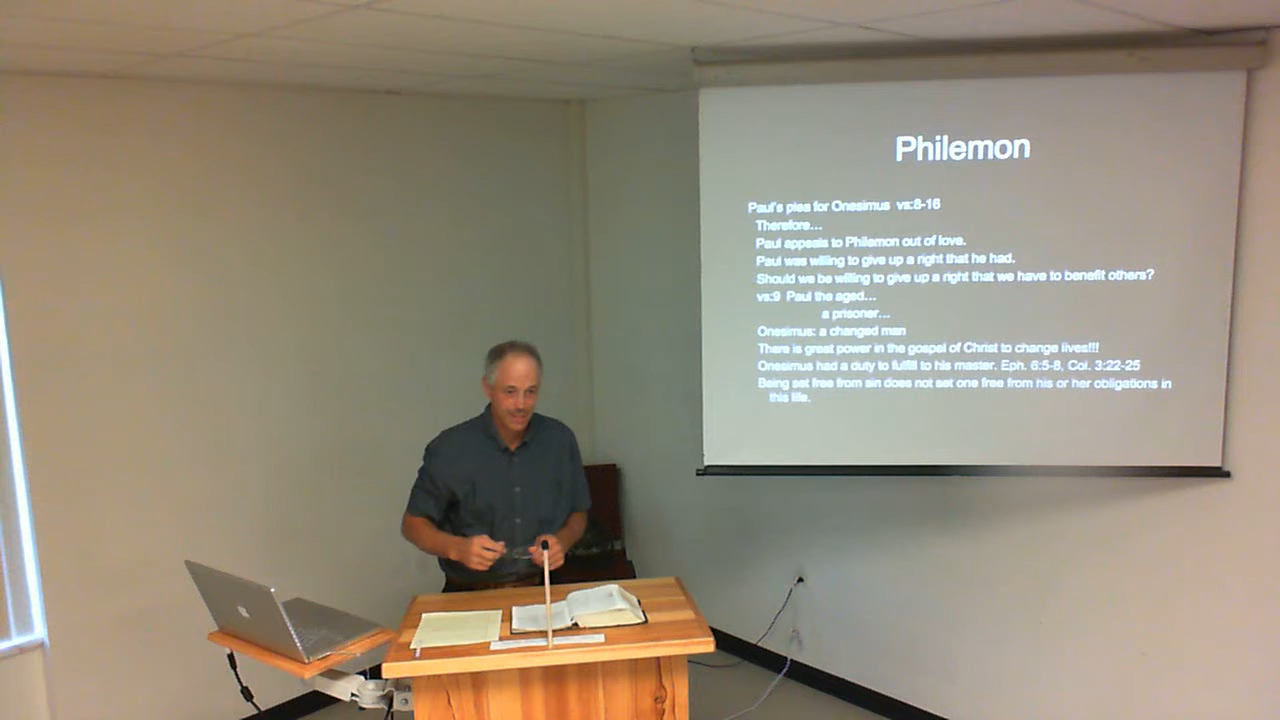 Philemon
Paul's plea for Onesimus vs:8-16
Therefore...
Paul appeals to Philemon out of love.
Paul was willing to give up a right that he had.
Should we be willing to give up a right that we have to benefit others?
vs:9 Paul the aged...
a prisoner...
Onesimus: a changed man
There is great power in the gospel of Christ to change lives!!!
Onesimus had a duty to fulfill to his master. Eph. 6:5-8, Col. 3:22-25
Being set free from sin does not set one free from his or her obligations in
this life.